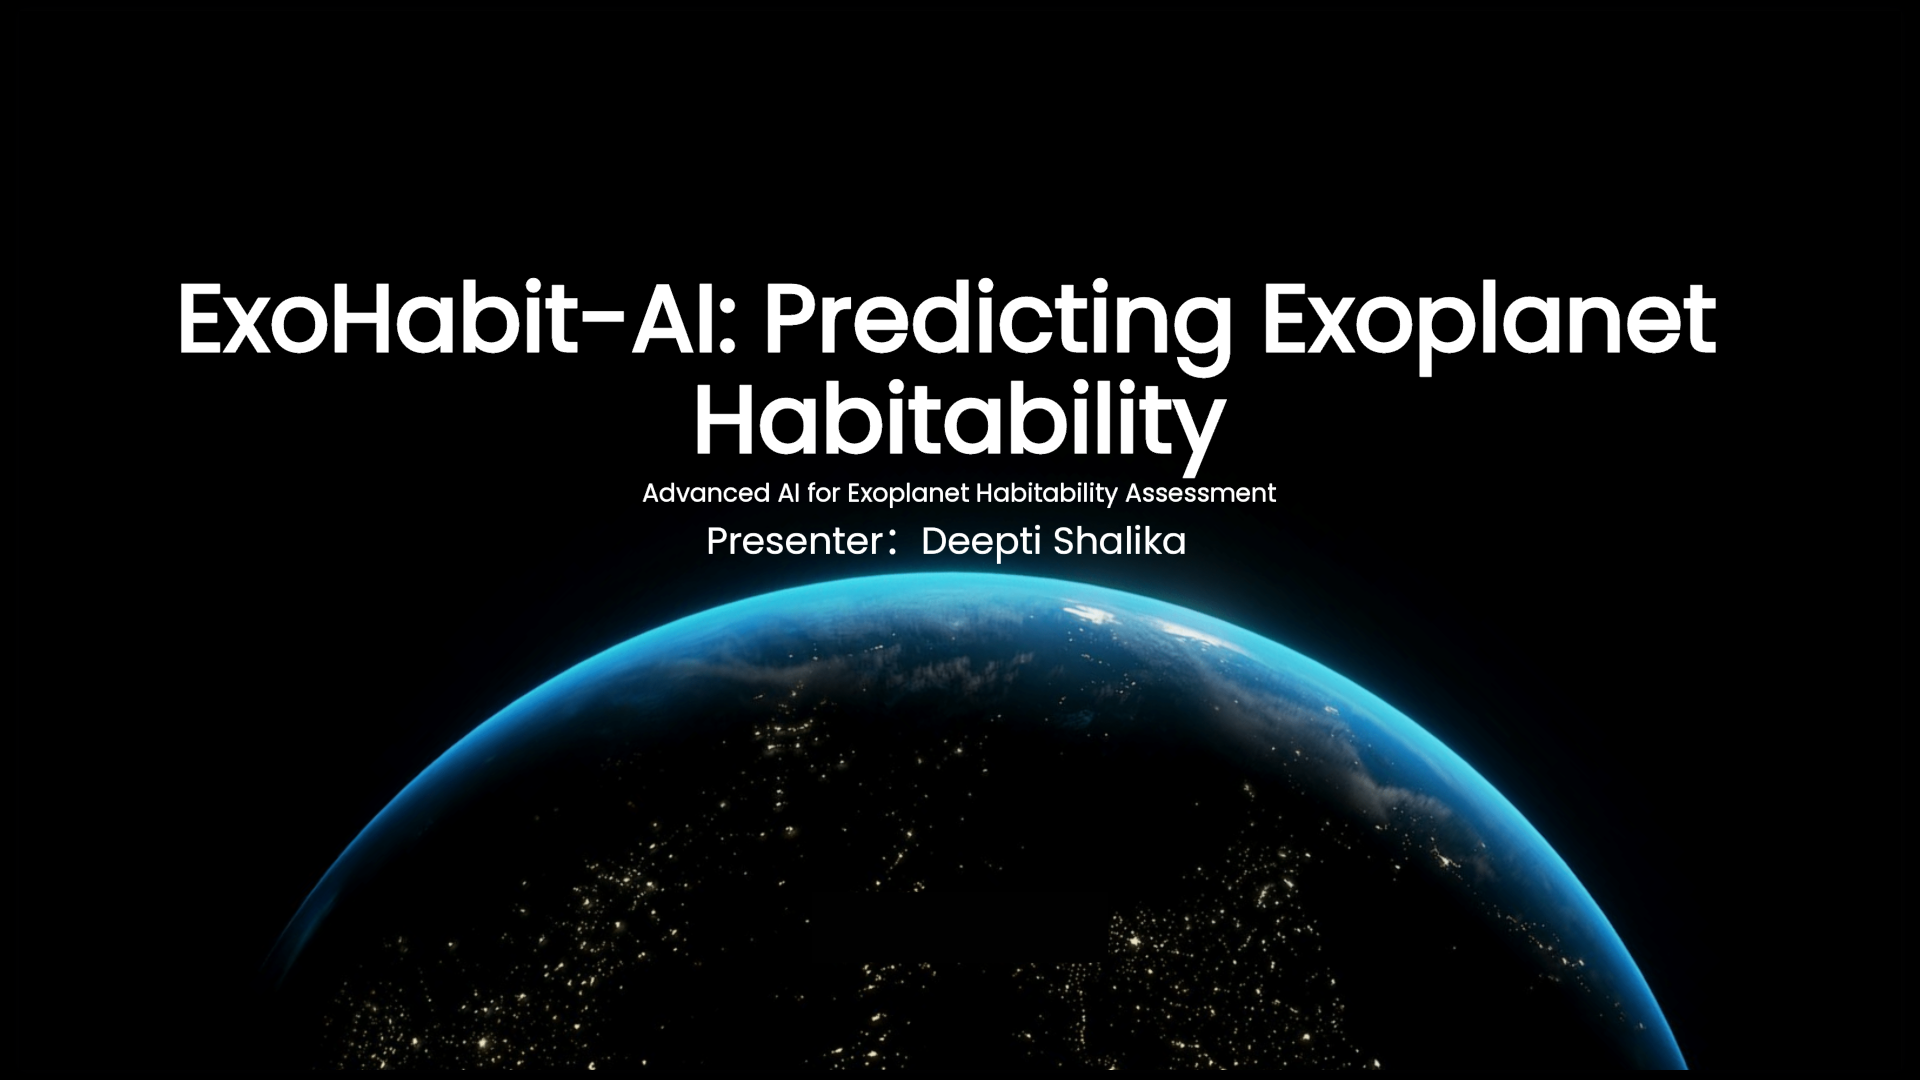 ExoHabit-AI: Predicting Exoplanet
Habitability
Advanced AI for Exoplanet Habitability Assessment
Presenter：Deepti Shalika